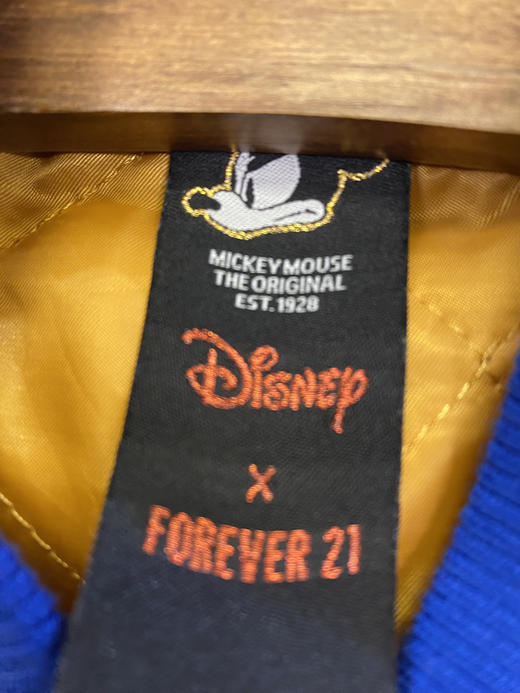 MICKEY MOUSE
THE ORIGINAL
EST. 1928
Disney
X
FOREVER 21